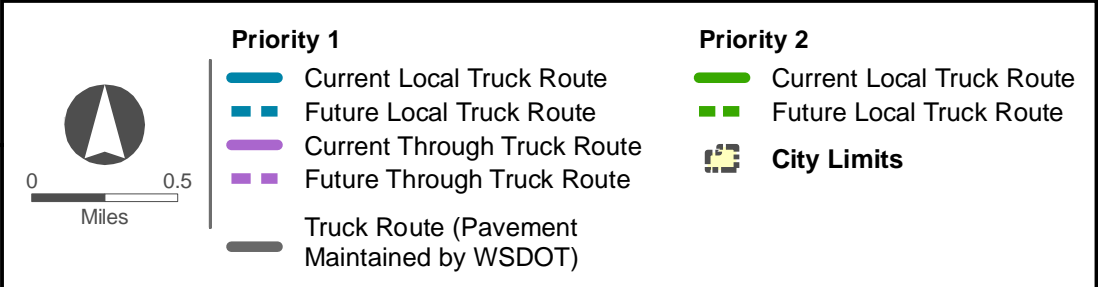 Priority 1
Current Local Truck Route
Future Local Truck Route
Current Through Truck Route
Future Through Truck Route
Truck Route (Pavement
Maintained by WSDOT)
Priority 2
Current Local Truck Route
Future Local Truck Route
City Limits
0 0.5
Miles